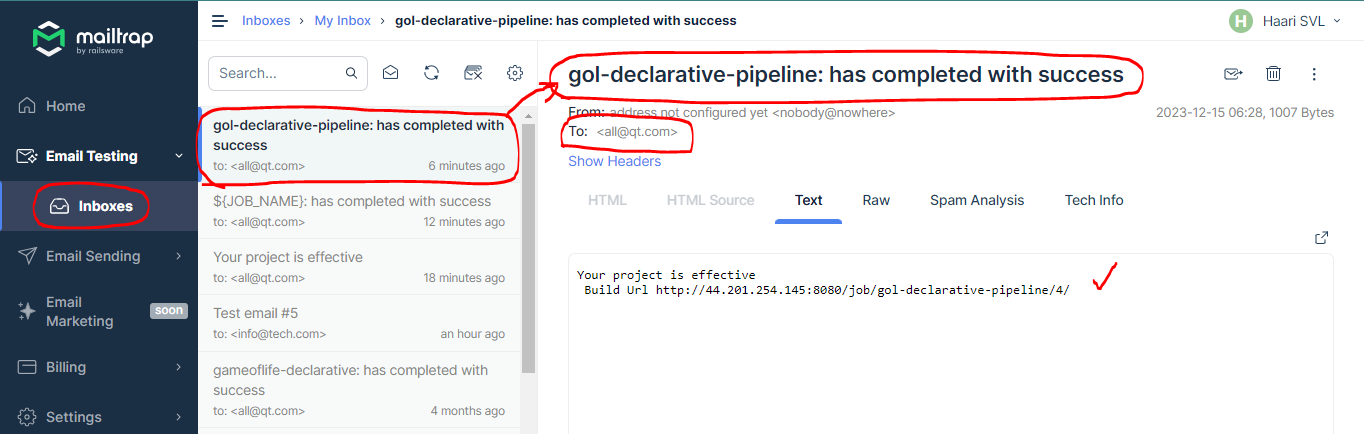 mailtrap
by railsware
Home
Email Testing
Inboxes
Email Sending
Email
Marketing
soon
Billing
Settings
Inboxes > My Inbox > gol-declarative-pipeline: has completed with success
H Haari SVL
Search...
gol-declarative-pipeline: has completed with
success
to: <all@qt.com> 6 minutes ago
${JOB_NAME}: has completed with success
to: <all@qt.com> 12 minutes ago
Your project is effective
to: <all@qt.com> 18 minutes ago
Test email #5
to: <info@tech.com> an hour ago
gameoflife-declarative: has completed with
success
to: <all@qt.com> 4 months ago
gol-declarative-pipeline: has completed with success
From: address not configured yet <nobody@nowhere> 2023-12-15 06:28, 1007 Bytes
To: <all@qt.com>
Show Headers
HTML HTML Source Text Raw Spam Analysis Tech Info
Your project is effective
Build Url http://44.201.254.145:8080/job/gol-declarative-pipeline/4/